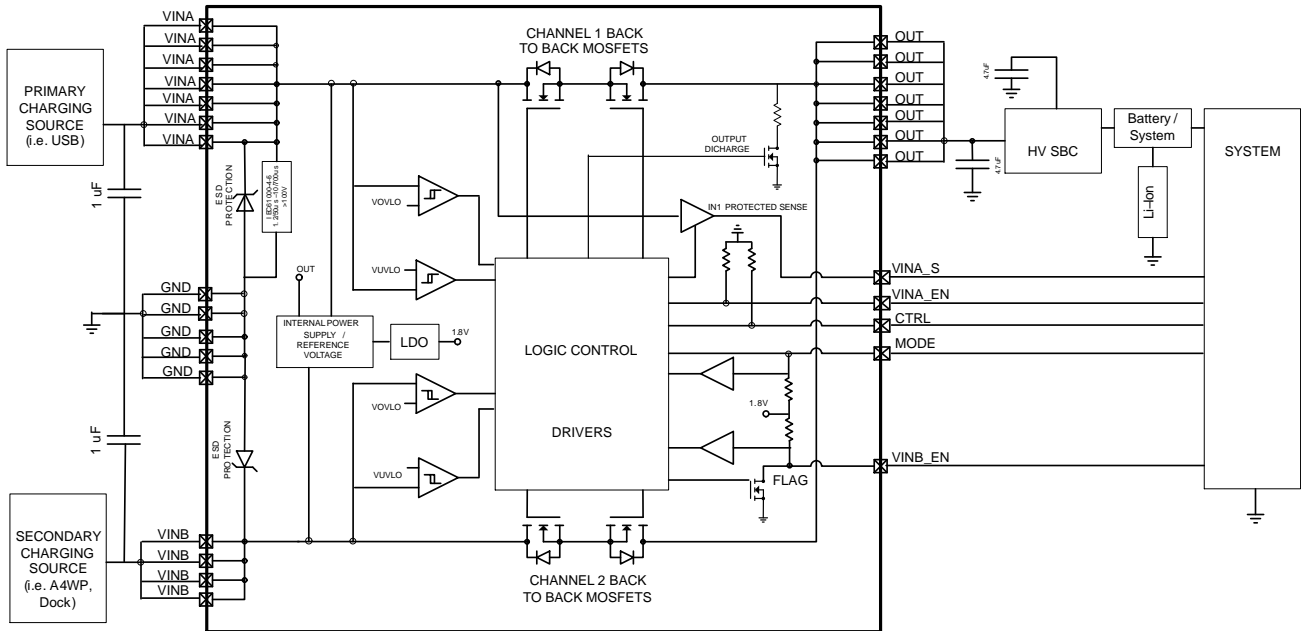 VINA
VINA
VINA
VINA
VINA
VINA
VINA
PRIMARY
CHARGING
SOURCE
(i.e. USB)
1 uF
ESD
PROTECTION
>100V
GND
GND
GND
GND
GND
1 uF
ESD
PROTECTION
SECONDARY
CHARGING
SOURCE
(i.e. A4WP,
Dock)
VINB
VINB
VINB
VINB
CHANNEL 1 BACK
TO BACK MOSFETS
OUTPUT
DICHARGE
VOVLO
VUVLO
IN1 PROTECTED SENSE
OUT
INTERNAL POWER
SUPPLY /
REFERENCE
VOLTAGE
LDO
1.8V
LOGIC CONTROL
DRIVERS
VOVLO
VUVLO
1.8V
FLAG
CHANNEL 2 BACK
TO BACK MOSFETS
OUT
OUT
OUT
OUT
OUT
OUT
OUT
4.7uF
4.7uF
HV SBC
Battery /
System
Li-Ion
SYSTEM
VINA_S
VINA_EN
CTRL
MODE
VINB_EN